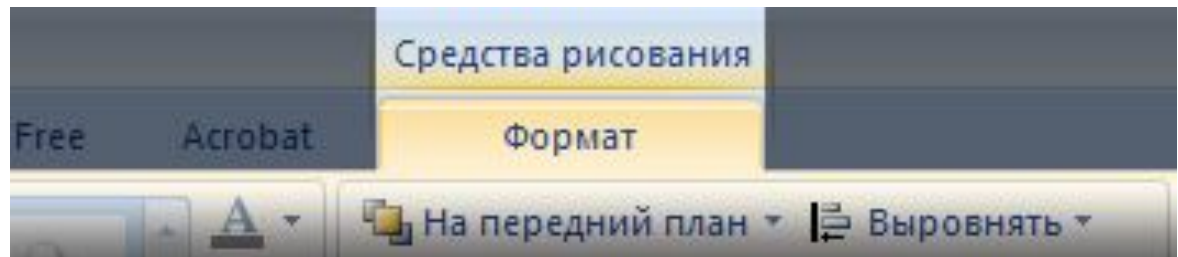 Средства рисования
Free Acrobat Формат
A На передний план Выровнять